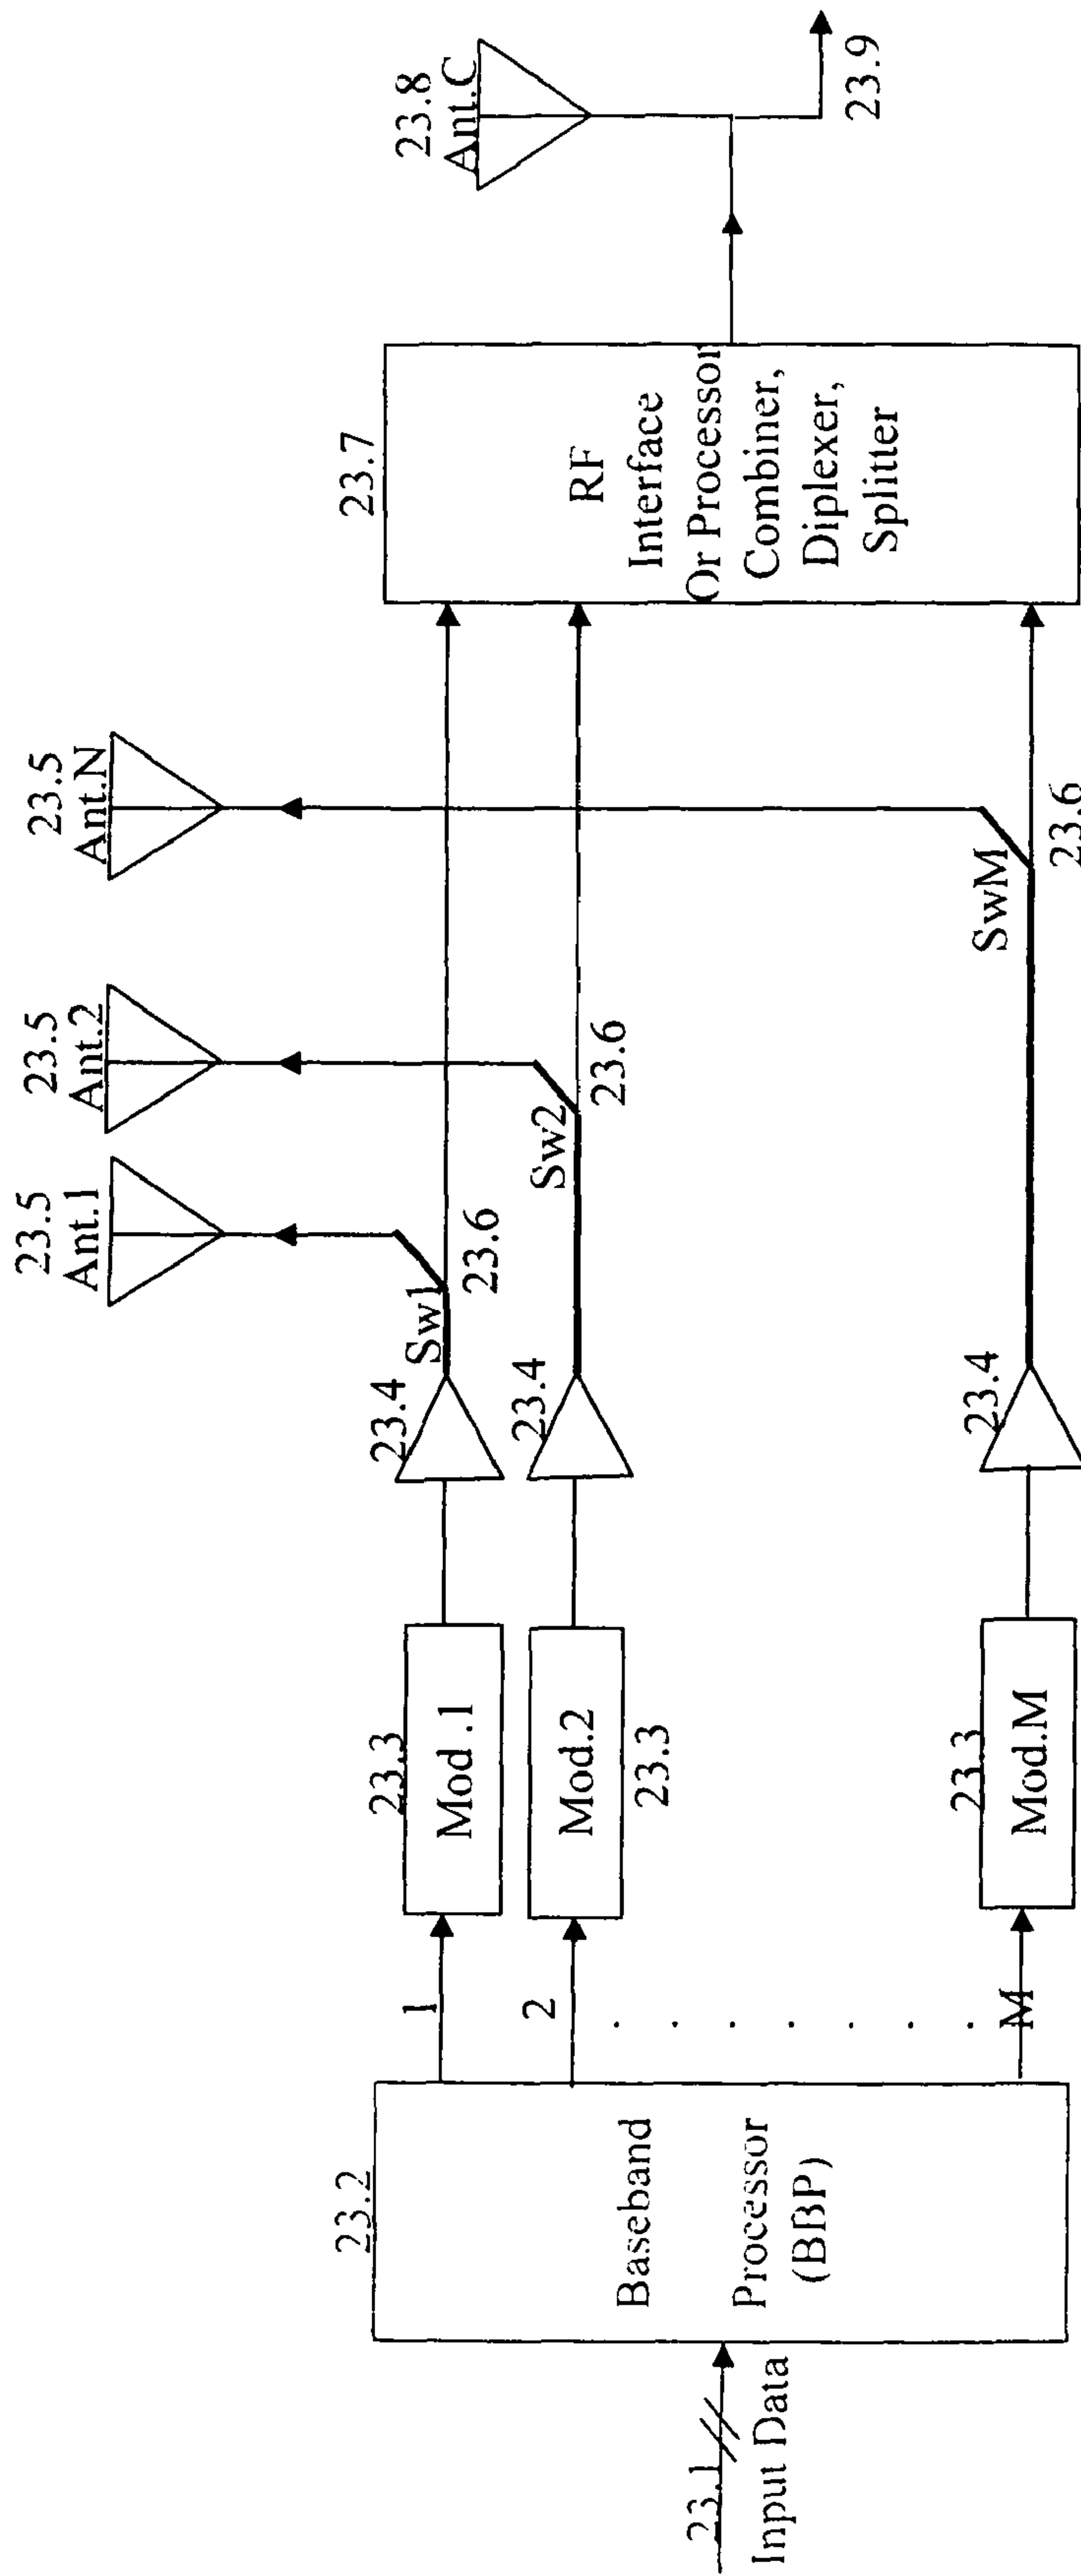 23.1
Input Data
23.2
Baseband
Processor
(BBP)
1
2
. . . . . . .
M
23.3
Mod .1
Mod.2
23.3
23.3
Mod.M
23.4
23.4
23.4
Sw1
23.6
Sw2
23.6
SwM
23.6
23.5
Ant.1
23.5
Ant.2
23.5
Ant.N
23.7
RF
Interface
Or Processor
Combiner,
Diplexer,
Splitter
23.8
Ant.C
23.9